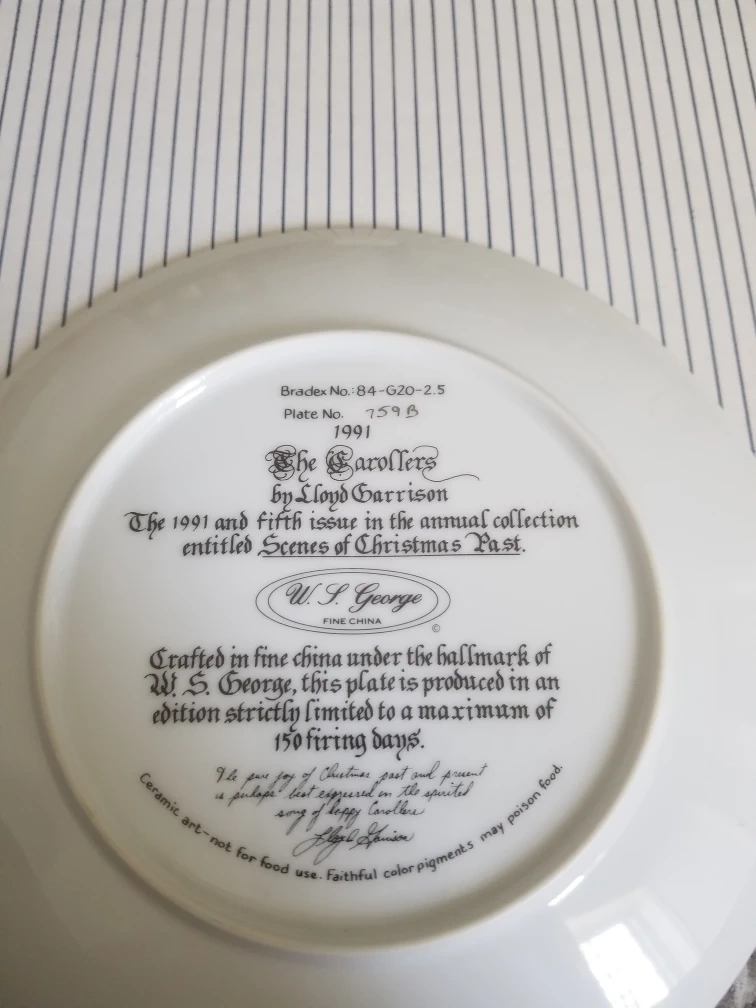 Bradex No.:84-G20-2.5
Plate No. 759B
1991
The Carollers
by Lloyd Garrison
The 1991 and fifth issue in the annual collection
entitled Scenes of Christmas Past.
W. S. George
FINE CHINA
©
Crafted in fine china under the hallmark of
W. S. George, this plate is produced in an
edition strictly limited to a maximum of
150 firing days.
The pure joy of Christmas past and present
is perhaps best expressed in the spirited
song of happy Carollers
Lloyd Garrison
Ceramic art-not for food use. Faithful color pigments may poison food.